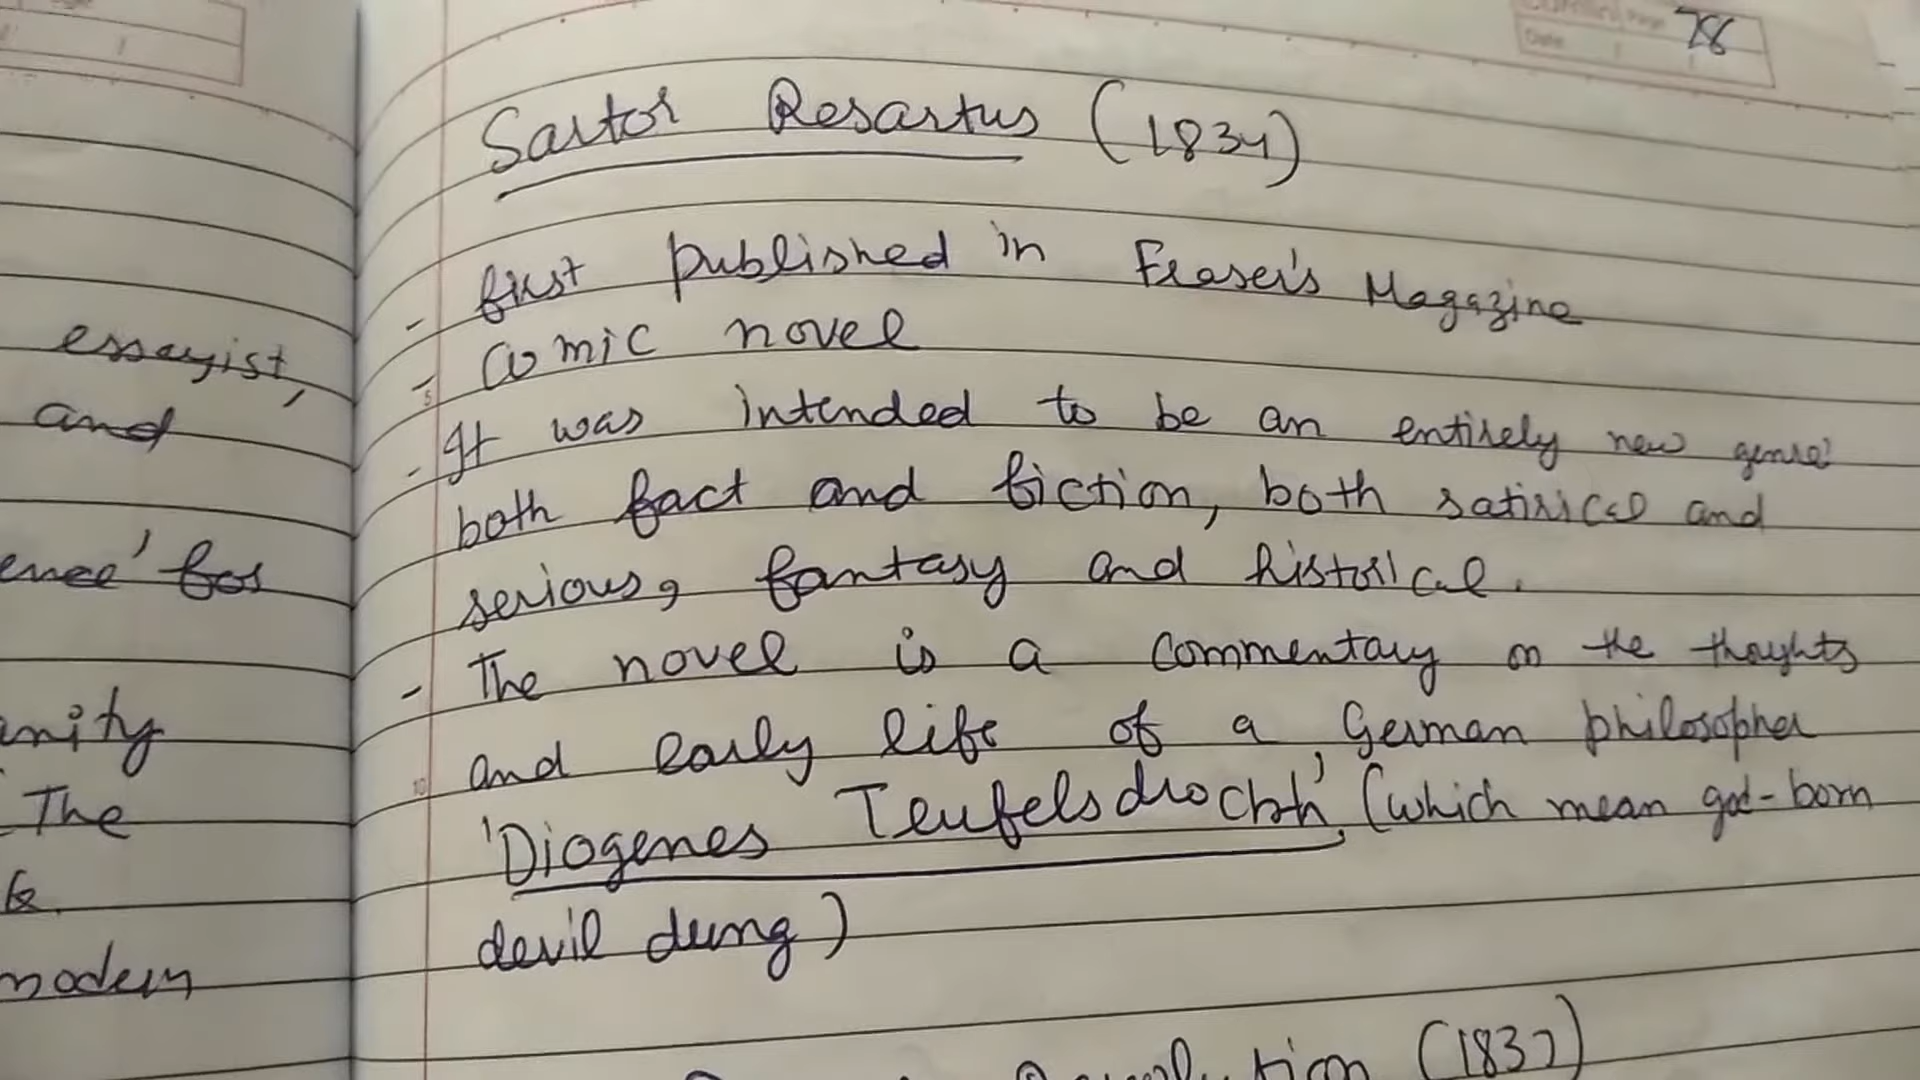 78
Date
Sartor Resartus (1834)
essayist,
and
ence' for
The
modern
- first published in Fraser's Magazine
- Comic novel
- It was intended to be an entirely new genre'
both fact and fiction, both satirical and
serious, fantasy and historical.
- The novel is a commentary on the thoughts
and early life of a German philosopher
'Diogenes Teufelsdrockh', (which mean god-born
devil dung)
(1837)